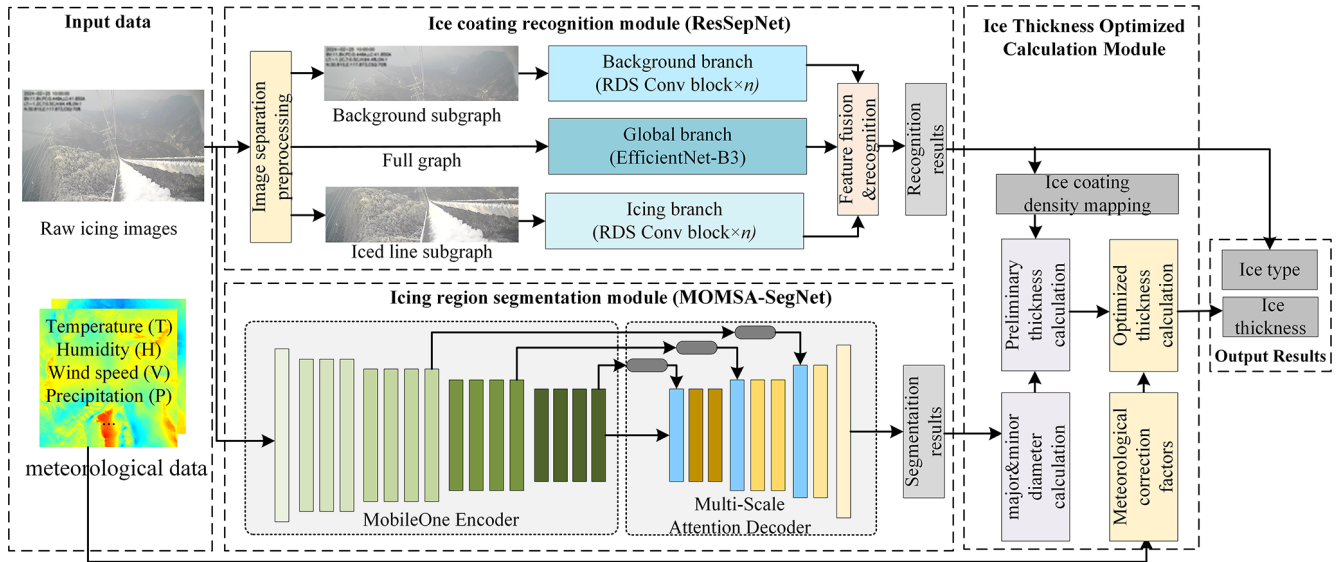 Input data
Raw icing images
Temperature (T)
Humidity (H)
Wind speed (V)
Precipitation (P)
...
meteorological data
Ice coating recognition module (ResSepNet)
Image separation
preprocessing
Background subgraph
Full graph
Iced line subgraph
Background branch
(RDS Conv block×n)
Global branch
(EfficientNet-B3)
Icing branch
(RDS Conv block×n)
Feature fusion
&recognition
Recognition
results
Icing region segmentation module (MOMSA-SegNet)
MobileOne Encoder
Multi-Scale
Attention Decoder
Segmentaition
results
Ice Thickness Optimized
Calculation Module
Ice coating
density mapping
Preliminary
thickness
calculation
Optimized
thickness
calculation
major&minor
diameter
calculation
Meteorological
correction
factors
Ice type
Ice
thickness
Output Results